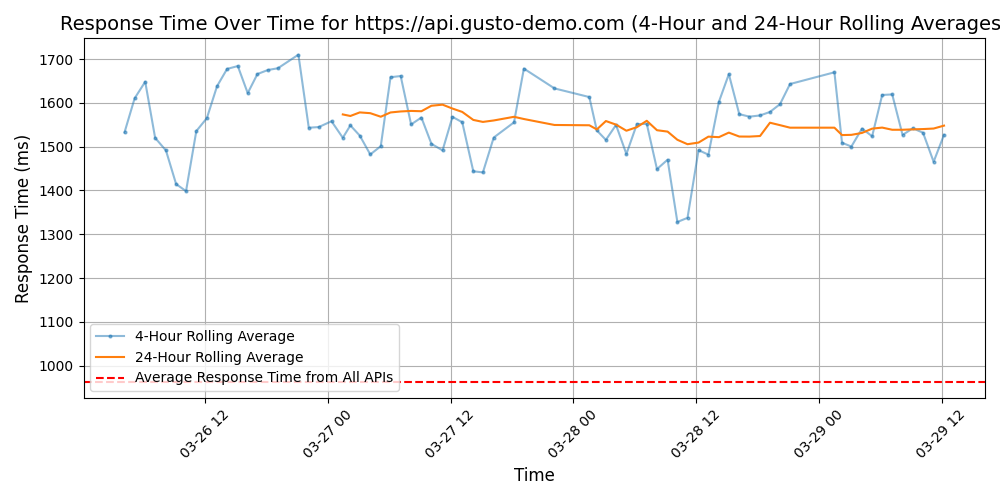 Response Time Over Time for https://api.gusto-demo.com (4-Hour and 24-Hour Rolling Averages
Response Time (ms)
1700
1600
1500
1400
1300
1200
1100
1000
4-Hour Rolling Average
24-Hour Rolling Average
Average Response Time from All APIs
03-26 12
03-27 00
03-27 12
03-28 00
03-28 12
03-29 00
03-29 12
Time